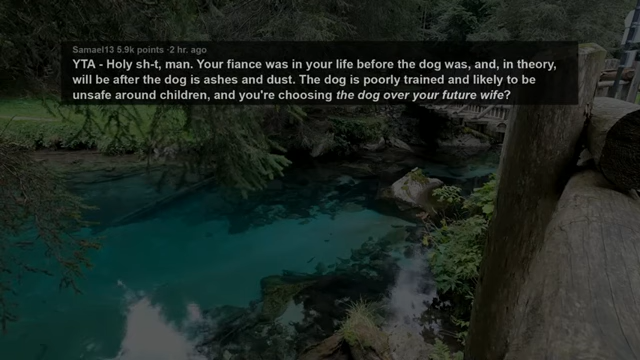 Samael13 5.9k points ·2 hr. ago
YTA - Holy sh-t, man. Your fiance was in your life before the dog was, and, in theory,
will be after the dog is ashes and dust. The dog is poorly trained and likely to be
unsafe around children, and you're choosing the dog over your future wife?